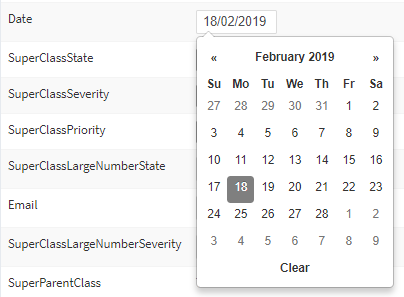 Date
18/02/2019
SuperClassState
SuperClassSeverity
SuperClassPriority
SuperClassLargeNumberState
Email
SuperClassLargeNumberSeverity
SuperParentClass
« February 2019 »
Su Mo Tu We Th Fr Sa
27 28 29 30 31 1 2
3 4 5 6 7 8 9
10 11 12 13 14 15 16
17 18 19 20 21 22 23
24 25 26 27 28 1 2
3 4 5 6 7 8 9
Clear